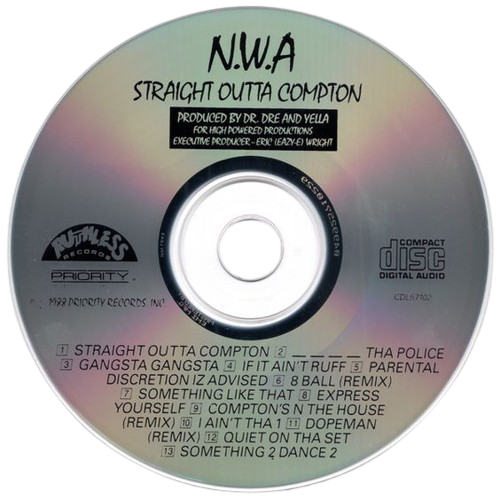 N.W.A
STRAIGHT OUTTA COMPTON
PRODUCED BY DR. DRE AND YELLA
FOR HIGH POWERED PRODUCTIONS
EXECUTIVE PRODUCER - ERIC (EAZY-E) WRIGHT
RUTHLESS
RECORDS
PRIORITY
1988 PRIORITY RECORDS, INC.
COMPACT
disc
DIGITAL AUDIO
CDL57102
1 STRAIGHT OUTTA COMPTON 2 _ _ _ _ THA POLICE
3 GANGSTA GANGSTA 4 IF IT AIN'T RUFF 5 PARENTAL
DISCRETION IZ ADVISED 6 8 BALL (REMIX)
7 SOMETHING LIKE THAT 8 EXPRESS
YOURSELF 9 COMPTON'S N THE HOUSE
(REMIX) 10 I AIN'T THA 1 11 DOPEMAN
(REMIX) 12 QUIET ON THA SET
13 SOMETHING 2 DANCE 2